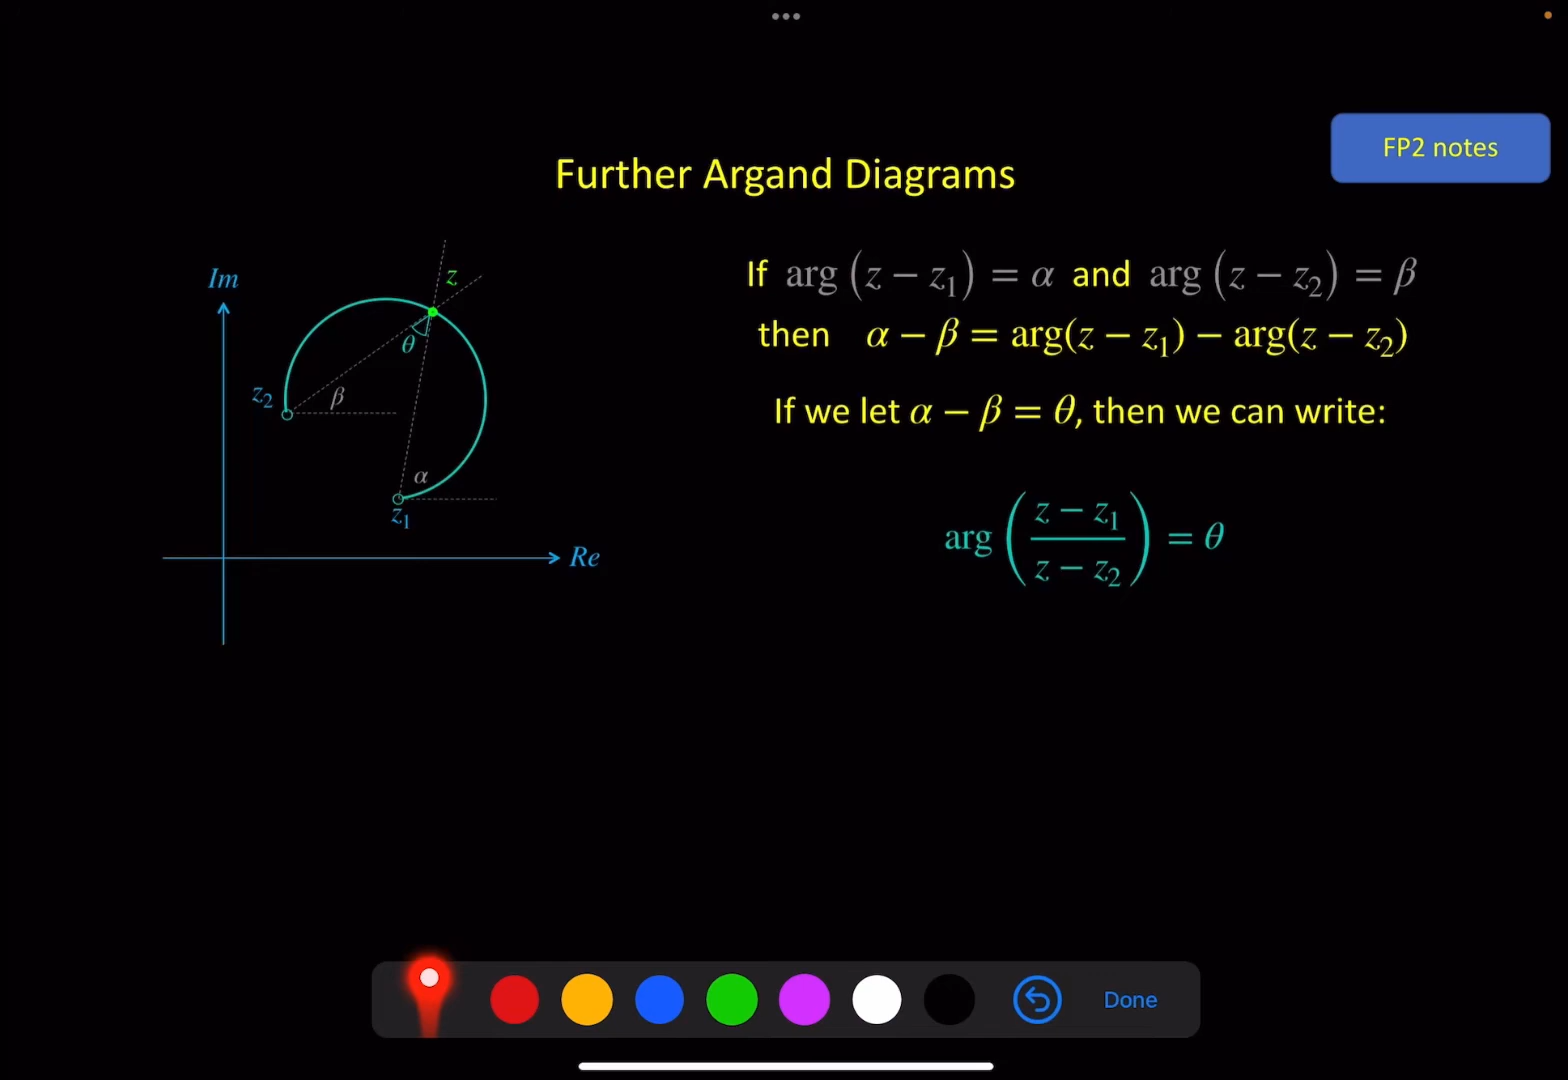 FP2 notes
Further Argand Diagrams
If arg (z − z₁) = α and arg (z − z₂) = β
then α − β = arg(z − z₁) − arg(z − z₂)
If we let α − β = θ, then we can write:
arg ( (z − z₁) / (z − z₂) ) = θ
Im
z
θ
z₂
β
α
z₁
Re
Done